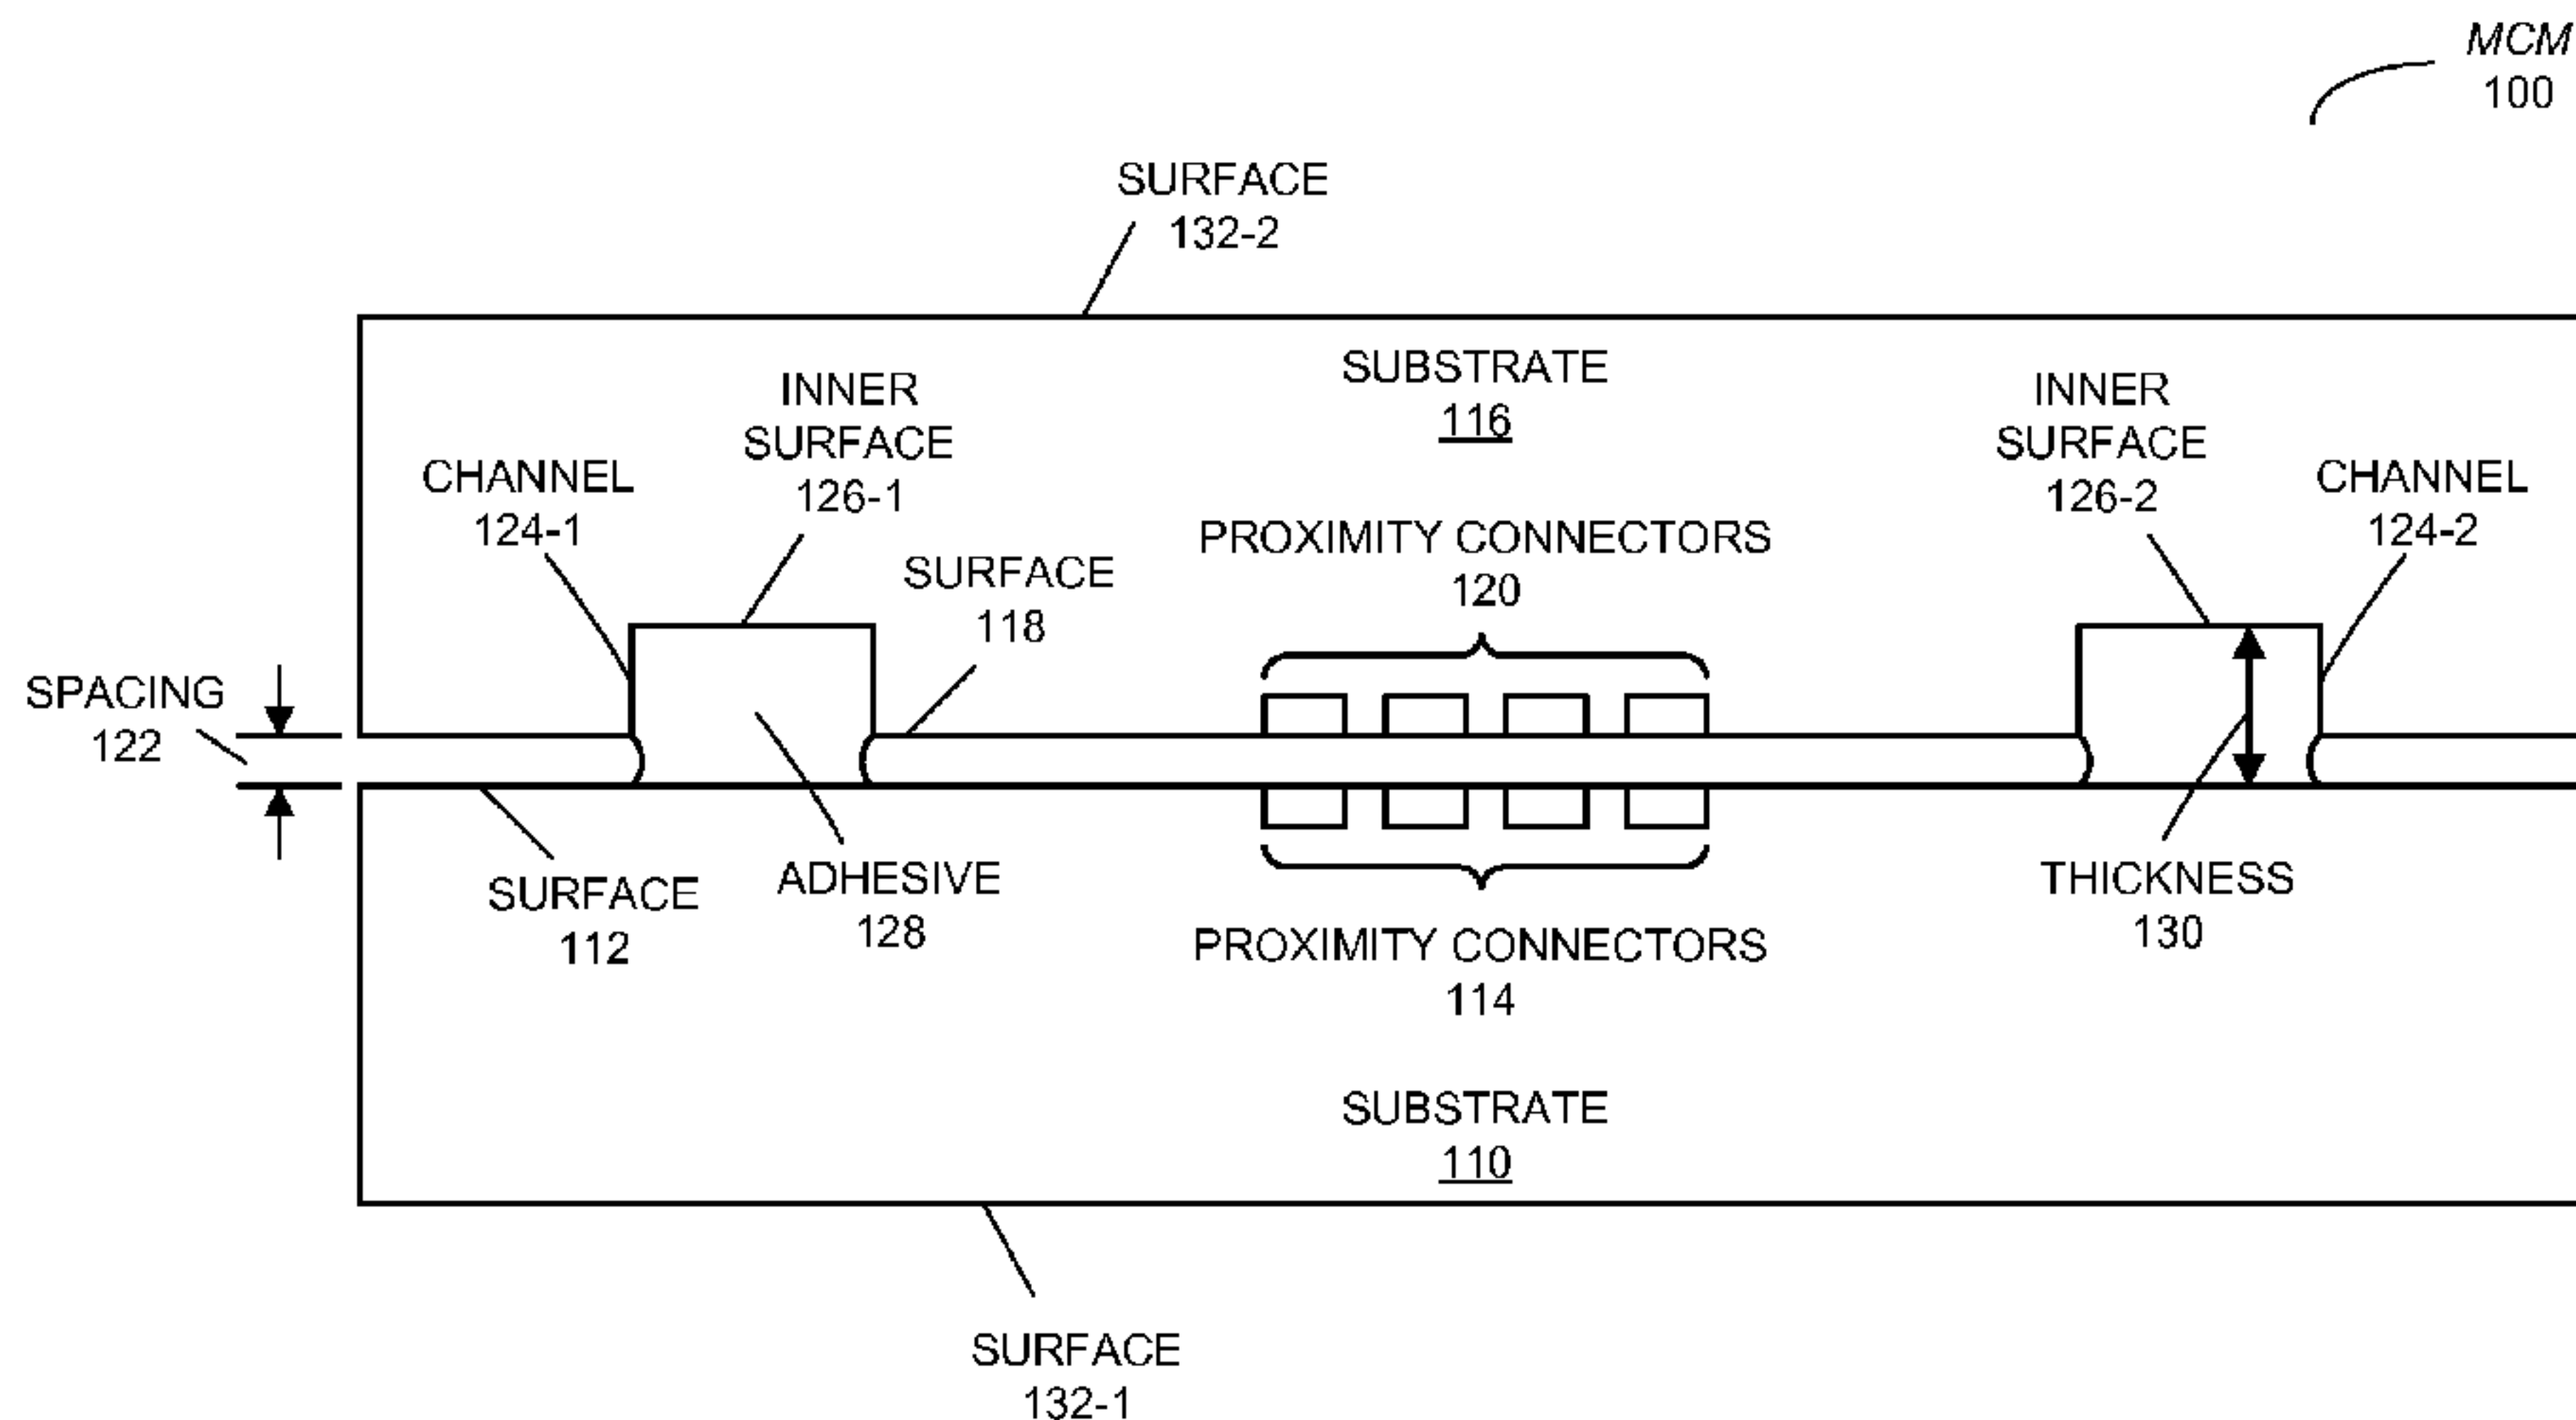 MCM
100
SURFACE
132-2
SUBSTRATE
116
INNER
SURFACE
126-1
INNER
SURFACE
126-2
CHANNEL
124-1
CHANNEL
124-2
PROXIMITY CONNECTORS
120
SURFACE
118
SPACING
122
SURFACE
112
ADHESIVE
128
THICKNESS
130
PROXIMITY CONNECTORS
114
SUBSTRATE
110
SURFACE
132-1